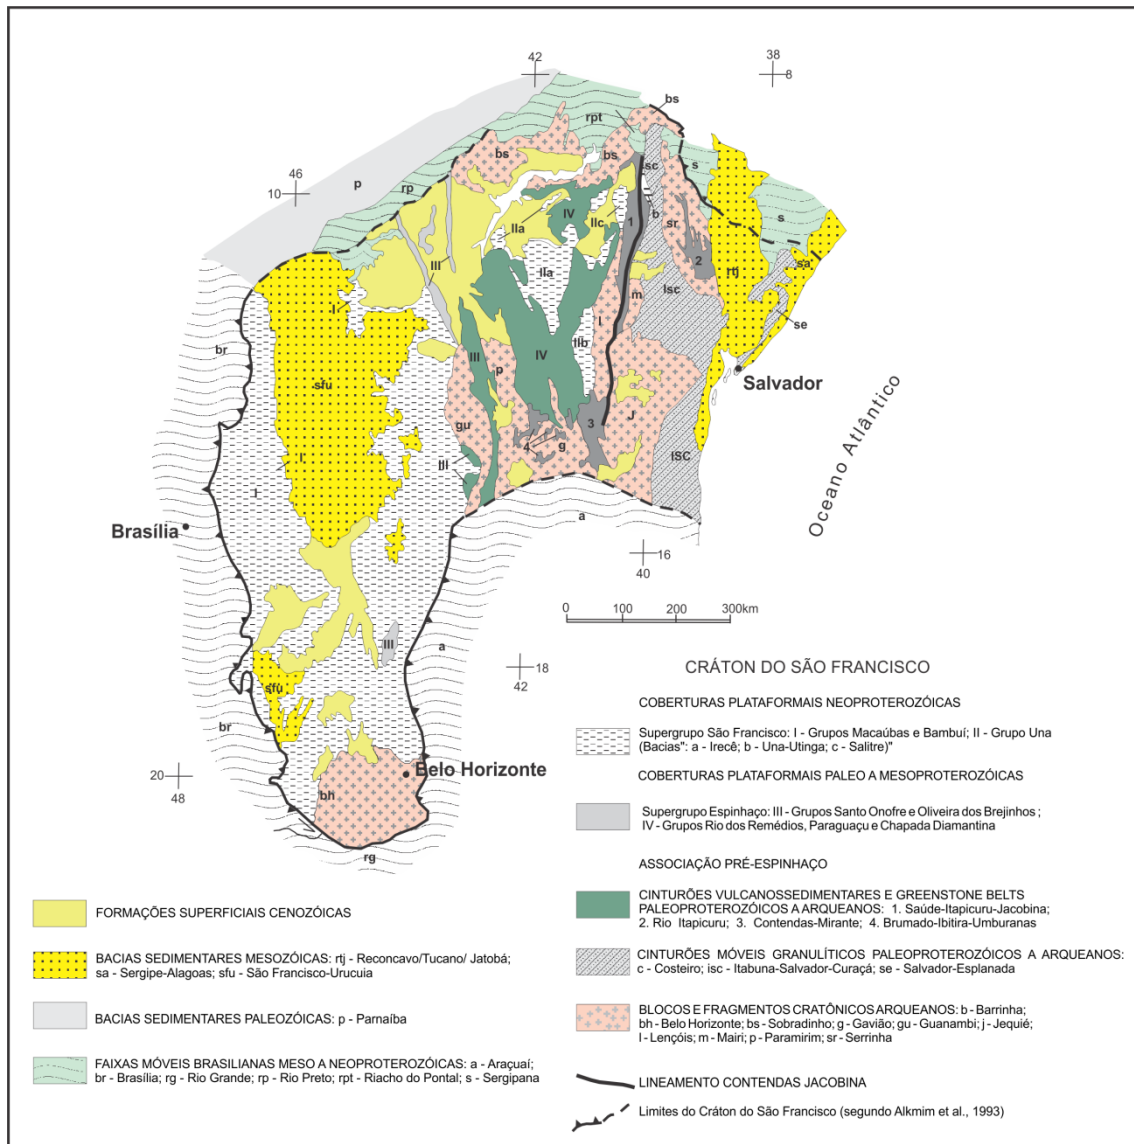 42
38
8
bs
rpt
bs
bs
sc
s
46
10
p
rp
IV
IIc
1
b
sr
s
IIa
III
IIa
2
rtj
sa
Isc
I
m
l
se
br
IIb
IV
III
p
sfu
Salvador
J
gu
3
4
g
I
III
ISC
I
a
Oceano Atlântico
Brasília
16
40
0 100 200 300km
III
a
18
42
sfu
br
20
48
Belo Horizonte
bh
rg
CRÁTON DO SÃO FRANCISCO
COBERTURAS PLATAFORMAIS NEOPROTEROZÓICAS
Supergrupo São Francisco: I - Grupos Macaúbas e Bambuí; II - Grupo Una
(Bacias": a - Irecê; b - Una-Utinga; c - Salitre)"
COBERTURAS PLATAFORMAIS PALEO A MESOPROTEROZÓICAS
Supergrupo Espinhaço: III - Grupos Santo Onofre e Oliveira dos Brejinhos ;
IV - Grupos Rio dos Remédios, Paraguaçu e Chapada Diamantina
ASSOCIAÇÃO PRÉ-ESPINHAÇO
CINTURÕES VULCANOSSEDIMENTARES E GREENSTONE BELTS
PALEOPROTEROZÓICOS A ARQUEANOS: 1. Saúde-Itapicuru-Jacobina;
2. Rio Itapicuru; 3. Contendas-Mirante; 4. Brumado-Ibitira-Umburanas
CINTURÕES MÓVEIS GRANULÍTICOS PALEOPROTEROZÓICOS A ARQUEANOS:
c - Costeiro; isc - Itabuna-Salvador-Curaçá; se - Salvador-Esplanada
BLOCOS E FRAGMENTOS CRATÔNICOS ARQUEANOS: b - Barrinha;
bh - Belo Horizonte; bs - Sobradinho; g - Gavião; gu - Guanambi; j - Jequié;
l - Lençóis; m - Mairi; p - Paramirim; sr - Serrinha
LINEAMENTO CONTENDAS JACOBINA
Limites do Cráton do São Francisco (segundo Alkmim et al., 1993)
FORMAÇÕES SUPERFICIAIS CENOZÓICAS
BACIAS SEDIMENTARES MESOZÓICAS: rtj - Reconcavo/Tucano/ Jatobá;
sa - Sergipe-Alagoas; sfu - São Francisco-Urucuia
BACIAS SEDIMENTARES PALEOZÓICAS: p - Parnaíba
FAIXAS MÓVEIS BRASILIANAS MESO A NEOPROTEROZÓICAS: a - Araçuaí;
br - Brasília; rg - Rio Grande; rp - Rio Preto; rpt - Riacho do Pontal; s - Sergipana